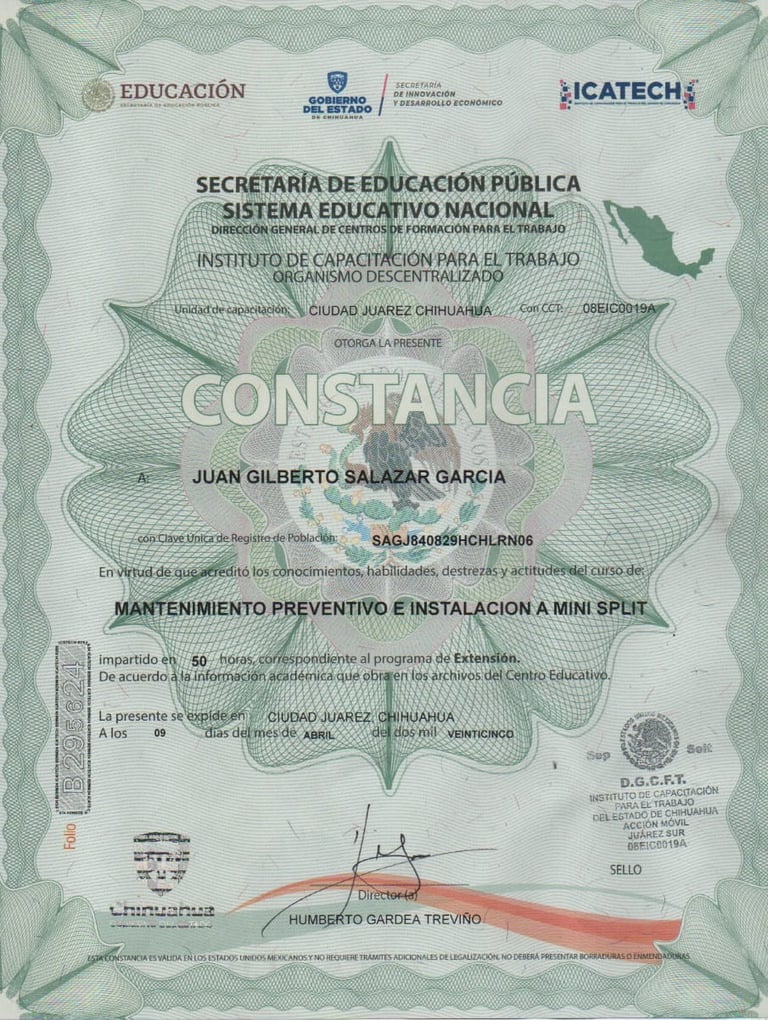 EDUCACIÓN
SECRETARÍA DE EDUCACIÓN PÚBLICA
GOBIERNO
DEL ESTADO
DE CHIHUAHUA
SECRETARÍA
DE INNOVACIÓN
Y DESARROLLO ECONÓMICO
ICATECH
SECRETARÍA DE EDUCACIÓN PÚBLICA
SISTEMA EDUCATIVO NACIONAL
DIRECCIÓN GENERAL DE CENTROS DE FORMACIÓN PARA EL TRABAJO
INSTITUTO DE CAPACITACIÓN PARA EL TRABAJO
ORGANISMO DESCENTRALIZADO
Unidad de capacitación: CIUDAD JUAREZ CHIHUAHUA Con CCT: 08EIC0019A
OTORGA LA PRESENTE
CONSTANCIA
A: JUAN GILBERTO SALAZAR GARCIA
con Clave Única de Registro de Población: SAGJ840829HCHLRN06
En virtud de que acreditó los conocimientos, habilidades, destrezas y actitudes del curso de:
MANTENIMIENTO PREVENTIVO E INSTALACION A MINI SPLIT
impartido en 50 horas, correspondiente al programa de Extensión.
De acuerdo a la información académica que obra en los archivos del Centro Educativo.
La presente se expide en CIUDAD JUAREZ, CHIHUAHUA
A los 09 días del mes de ABRIL del dos mil VEINTICINCO
Folio B295624
Sep Seit
D.G.C.F.T.
INSTITUTO DE CAPACITACIÓN
PARA EL TRABAJO
DEL ESTADO DE CHIHUAHUA
ACCIÓN MÓVIL
JUÁREZ SUR
08EIC0019A
SELLO
Chihuahua
Director (a)
HUMBERTO GARDEA TREVIÑO
ESTA CONSTANCIA ES VÁLIDA EN LOS ESTADOS UNIDOS MEXICANOS Y NO REQUIERE TRÁMITES ADICIONALES DE LEGALIZACIÓN, NO DEBERÁ PRESENTAR BORRADURAS O ENMENDADURAS